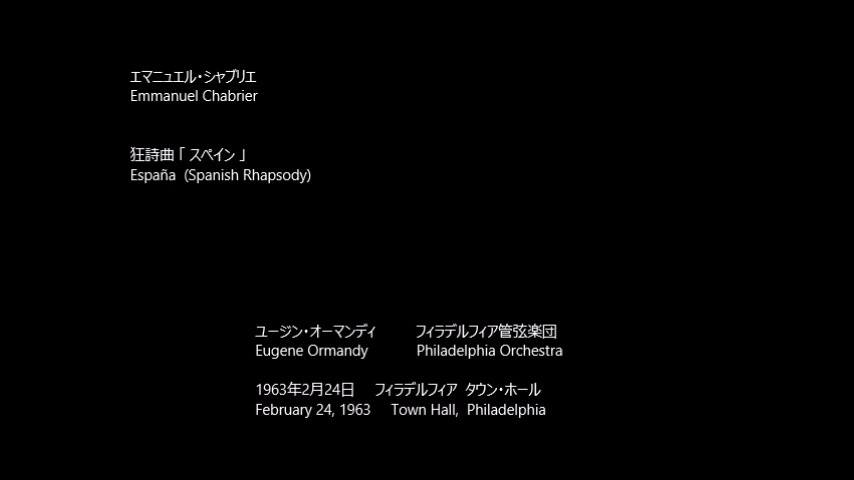 エマニュエル・シャブリエ
Emmanuel Chabrier
狂詩曲「 スペイン 」
España (Spanish Rhapsody)
ユージン・オーマンディ フィラデルフィア管弦楽団
Eugene Ormandy Philadelphia Orchestra
1963年2月24日 フィラデルフィア タウン・ホール
February 24, 1963 Town Hall, Philadelphia